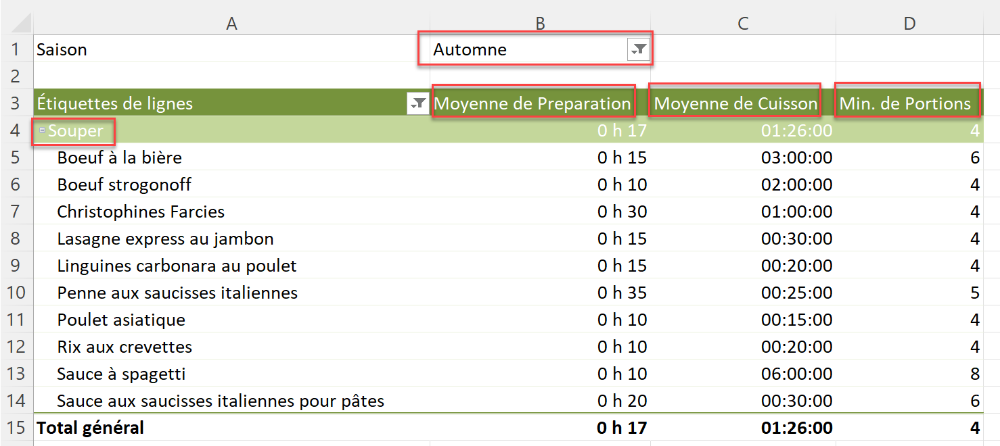 A B C D
1 Saison Automne
2
3 Étiquettes de lignes Moyenne de Preparation Moyenne de Cuisson Min. de Portions
4 Souper 0 h 17 01:26:00 4
5 Boeuf à la bière 0 h 15 03:00:00 6
6 Boeuf strogonoff 0 h 10 02:00:00 4
7 Christophines Farcies 0 h 30 01:00:00 4
8 Lasagne express au jambon 0 h 15 00:30:00 4
9 Linguines carbonara au poulet 0 h 15 00:20:00 4
10 Penne aux saucisses italiennes 0 h 35 00:25:00 5
11 Poulet asiatique 0 h 10 00:15:00 4
12 Rix aux crevettes 0 h 10 00:20:00 4
13 Sauce à spagetti 0 h 10 06:00:00 8
14 Sauce aux saucisses italiennes pour pâtes 0 h 20 00:30:00 6
15 Total général 0 h 17 01:26:00 4